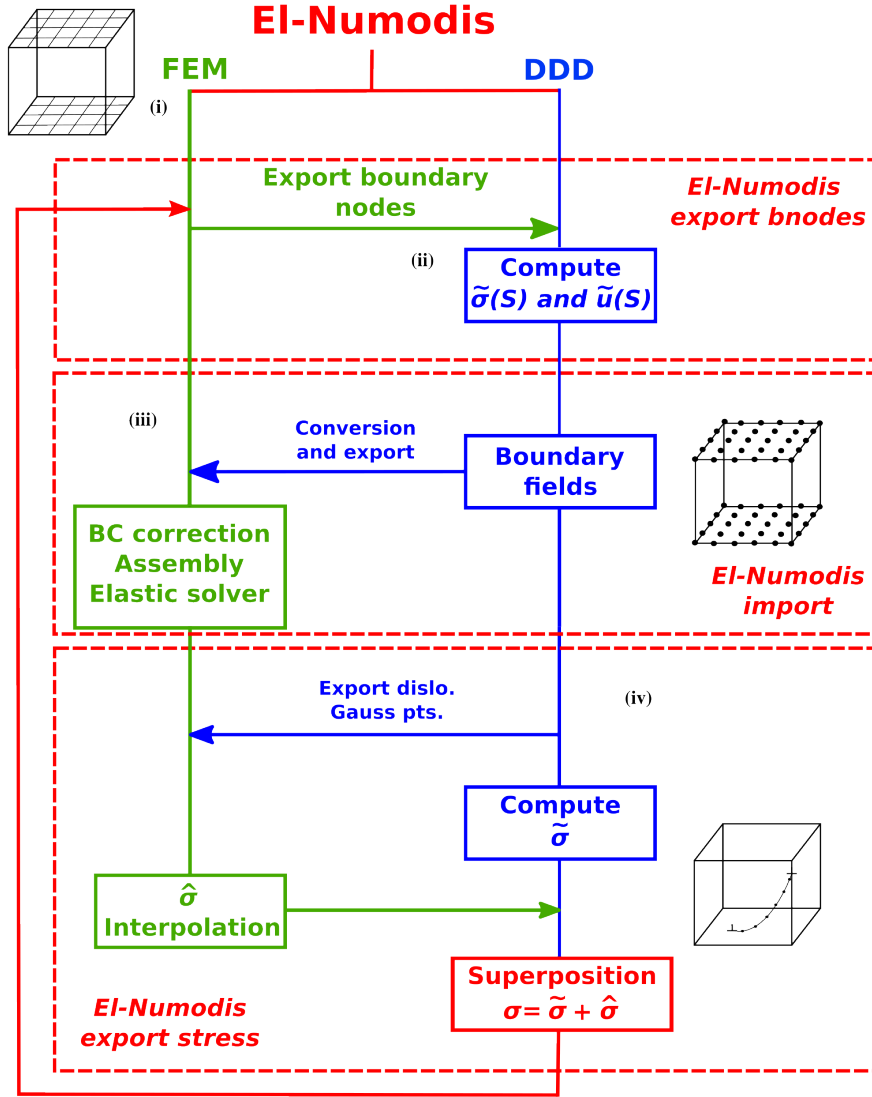 El-Numodis
FEM
DDD
(i)
Export boundary
nodes
El-Numodis
export bnodes
(ii)
Compute
σ̃(S) and ũ(S)
(iii)
Conversion
and export
Boundary
fields
BC correction
Assembly
Elastic solver
El-Numodis
import
Export dislo.
Gauss pts.
(iv)
Compute
σ̃
σ̂
Interpolation
Superposition
σ= σ̃ + σ̂
El-Numodis
export stress